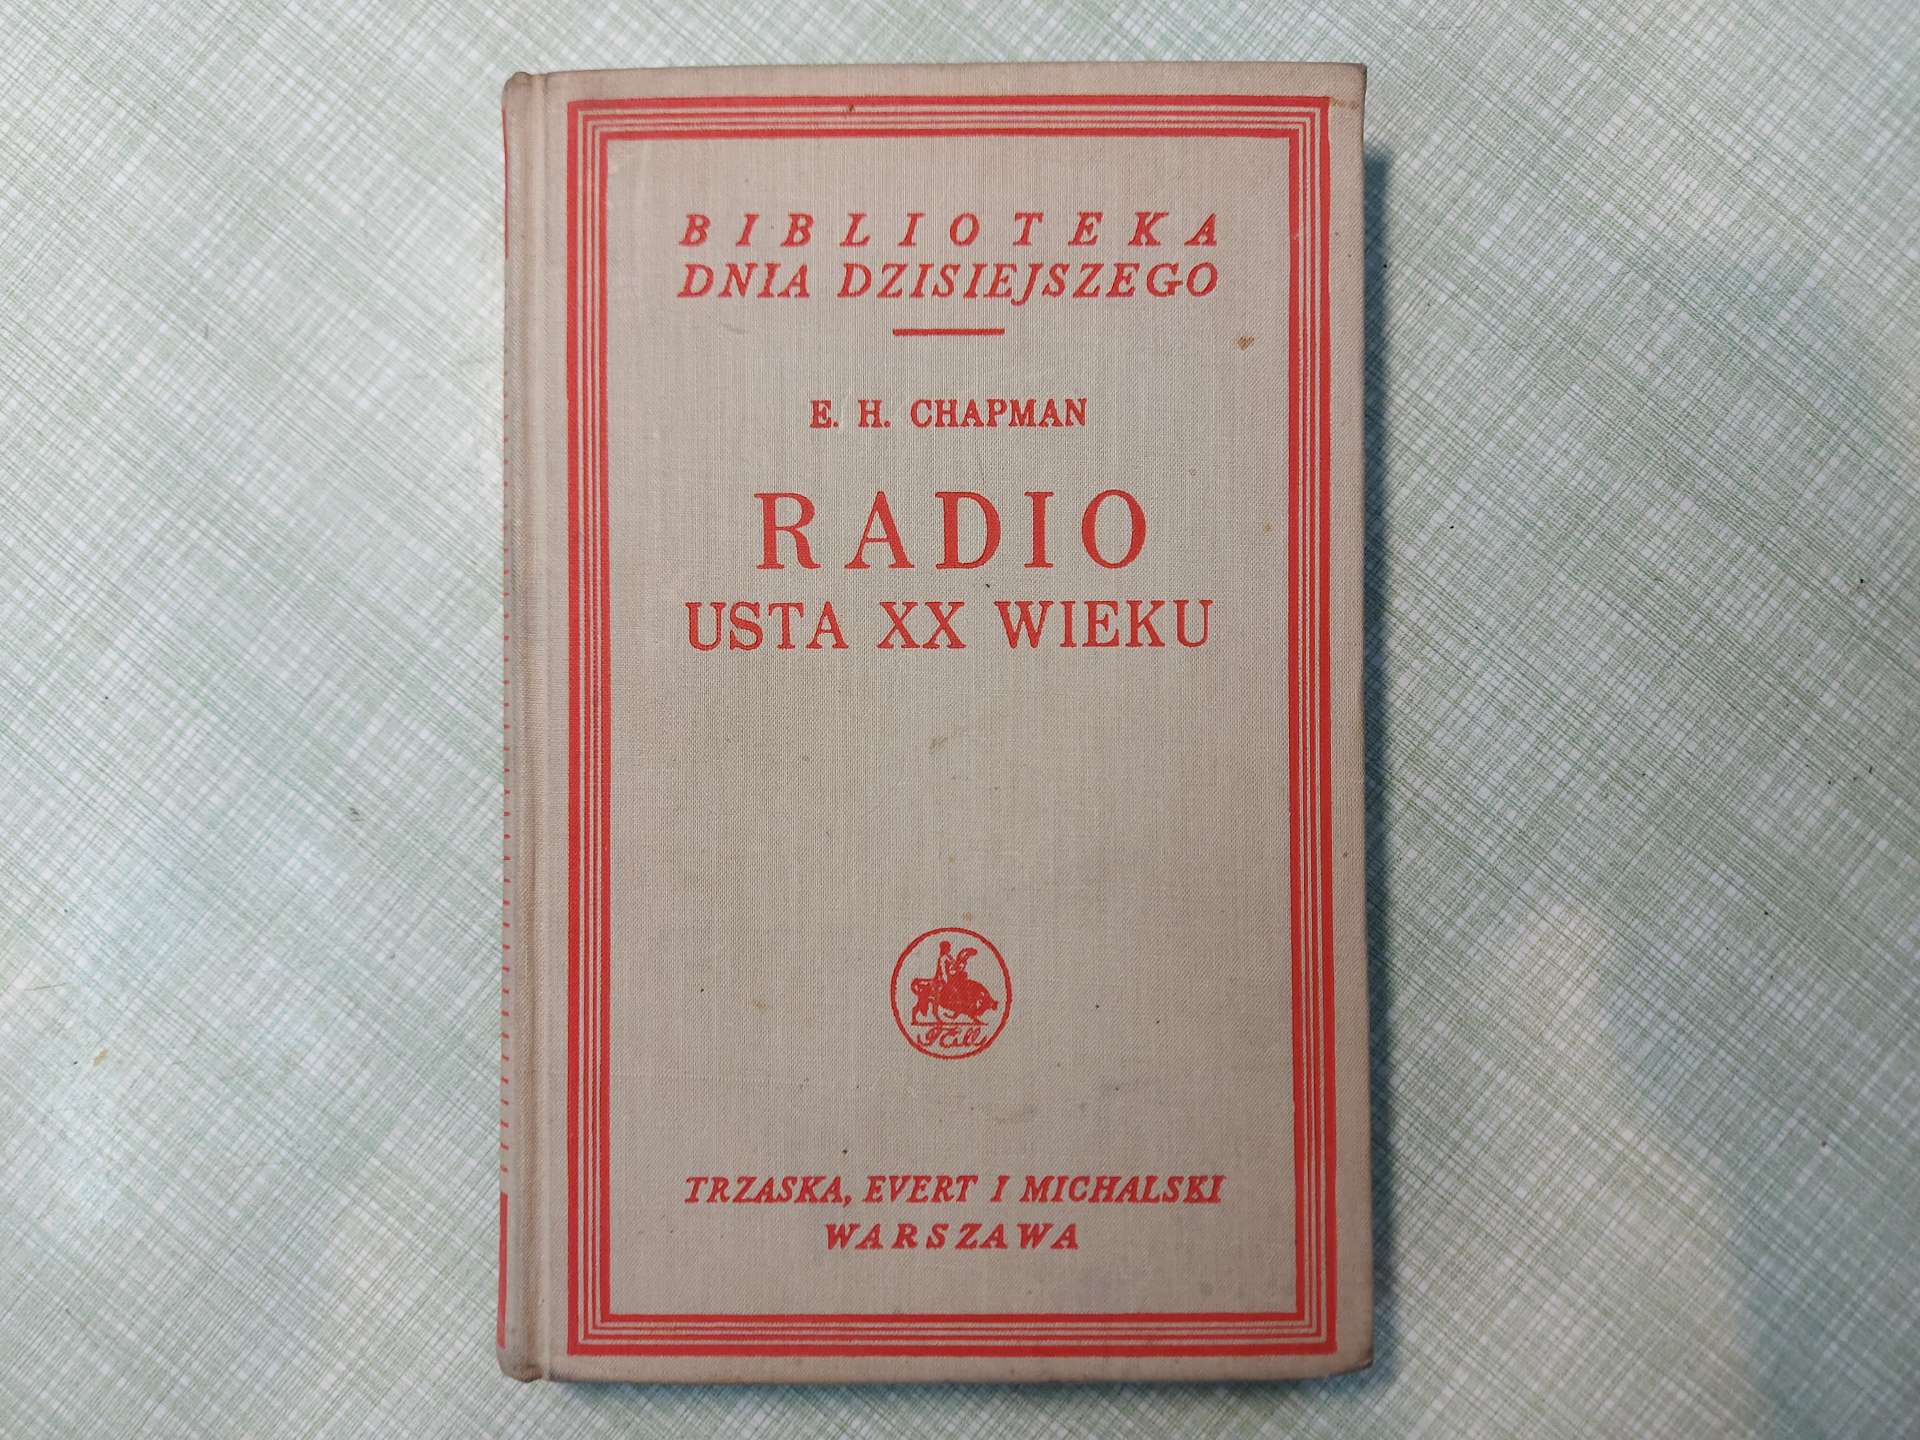 BIBLIOTEKA
DNIA DZISIEJSZEGO
E. H. CHAPMAN
RADIO
USTA XX WIEKU
TRZASKA, EVERT I MICHALSKI
WARSZAWA